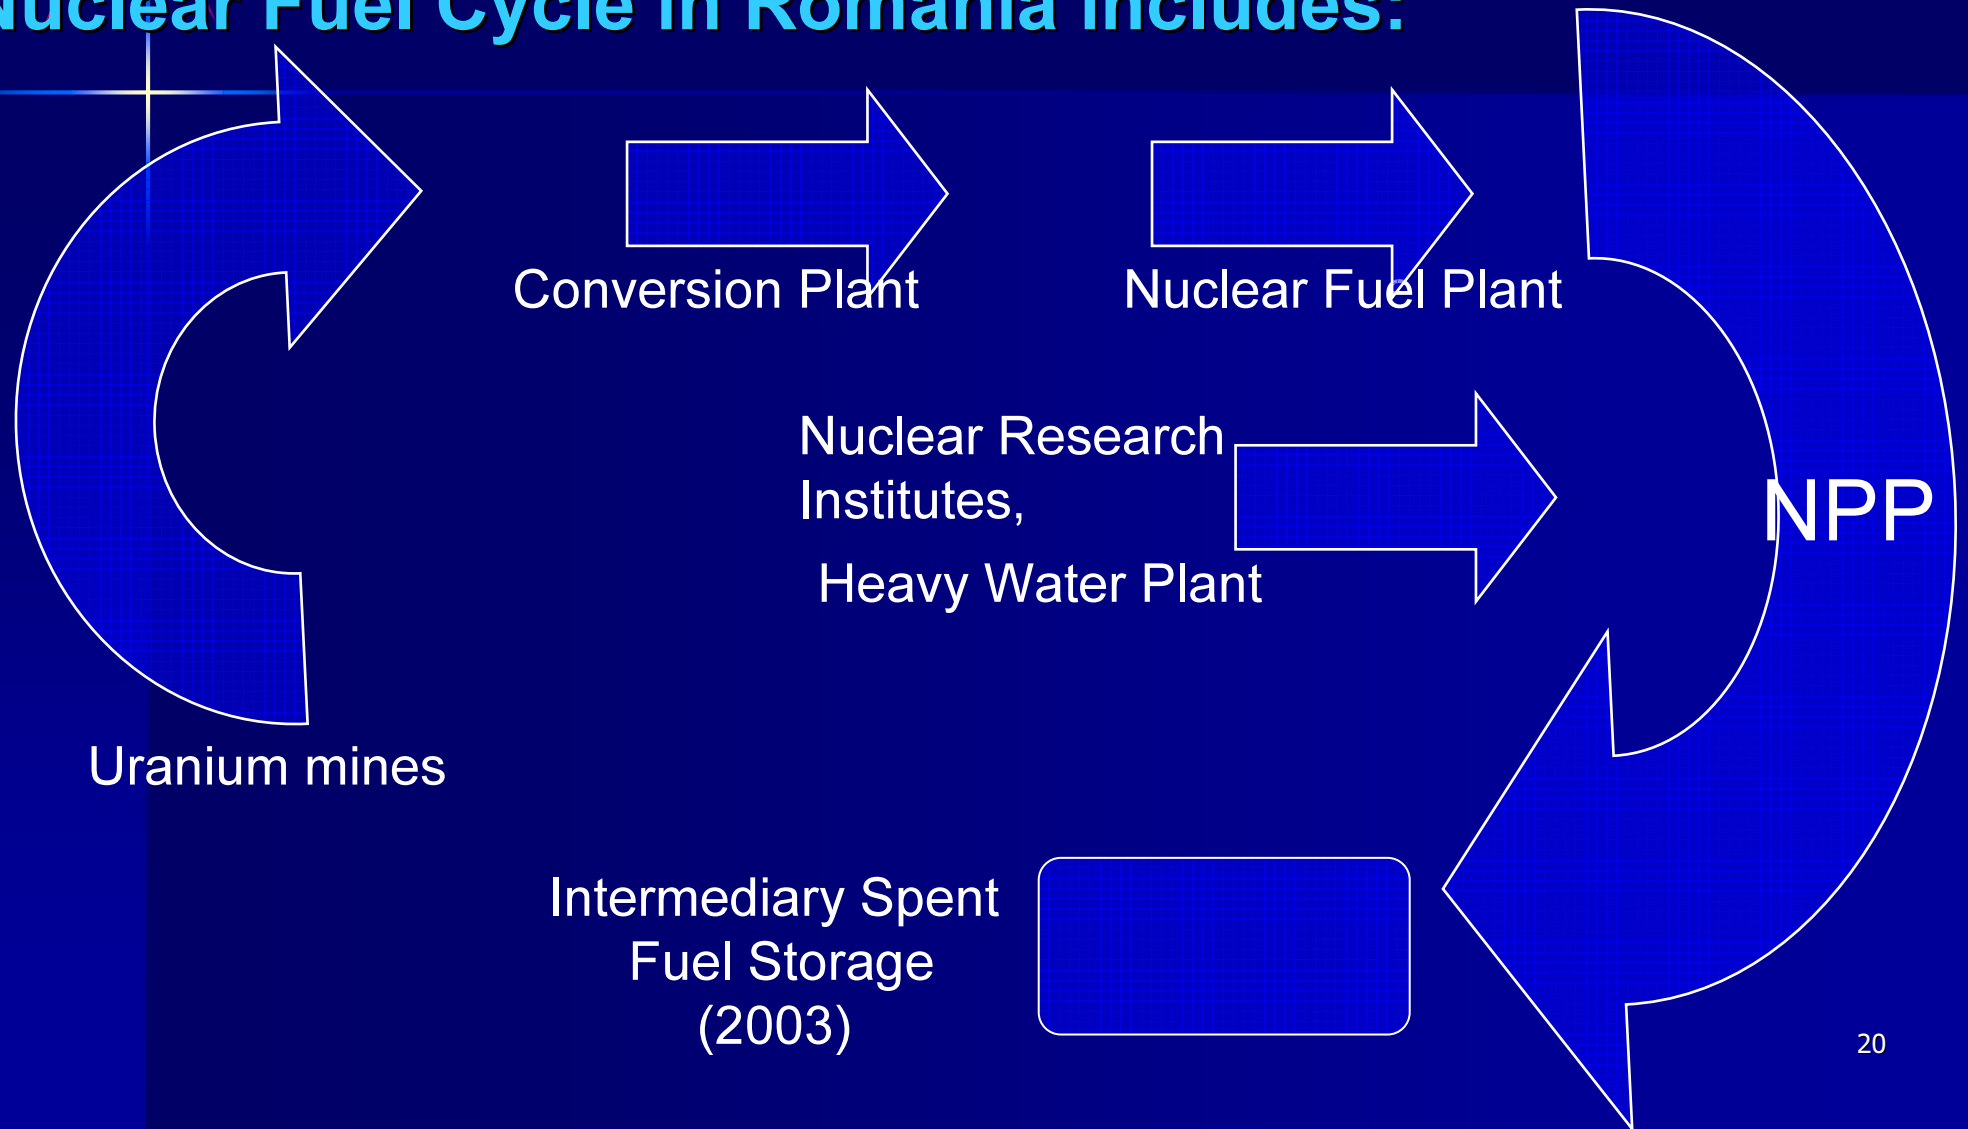 Nuclear Fuel Cycle in Romania includes:
Conversion Plant
Nuclear Fuel Plant
Nuclear Research
Institutes,
Heavy Water Plant
NPP
Uranium mines
Intermediary Spent
Fuel Storage
(2003)
20